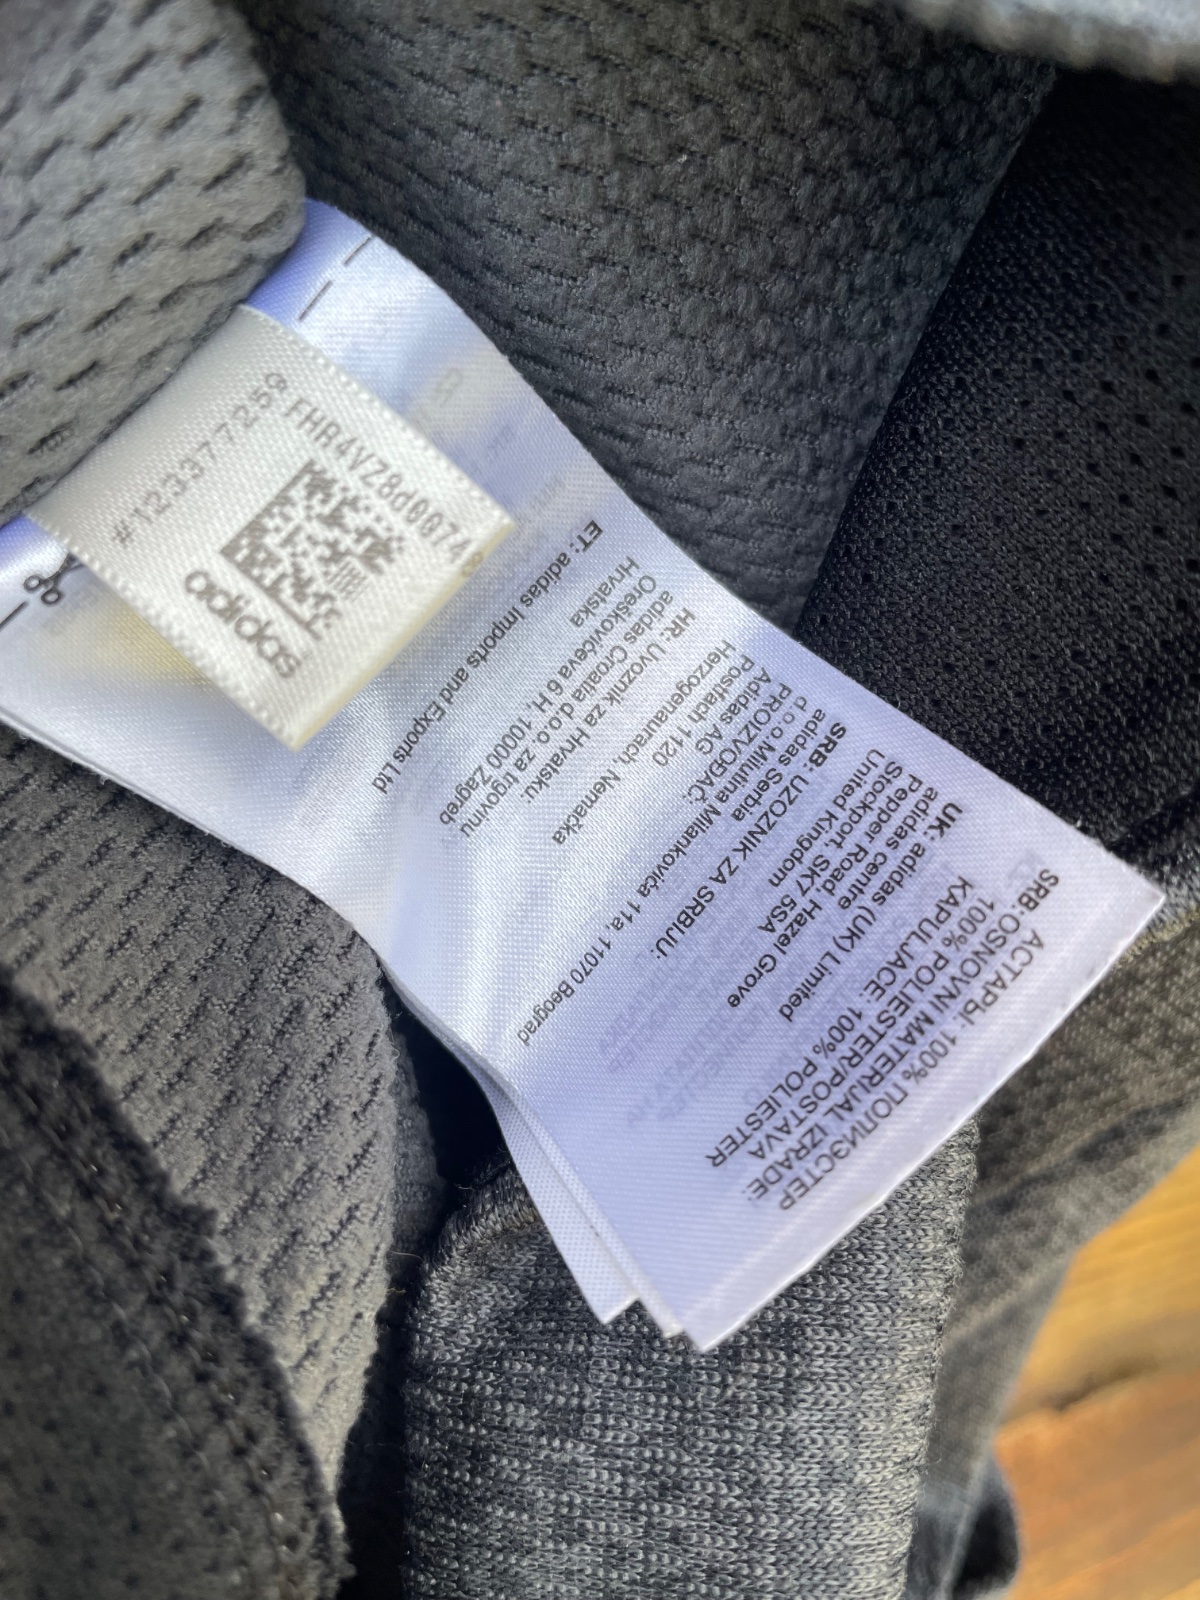 #1233772259
FHR4VZ8d0074
adidas
АСТАРЫ: 100% ПОЛИЭСТЕР
SRB: OSNOVNI MATERIJAL IZRADE:
100% POLIESTER/POSTAVA
KAPULJACE: 100% POLIESTER
UK: adidas (UK) Limited
adidas centre
Pepper Road, Hazel Grove
Stockport, SK7 5SA
United Kingdom
SRB: UZOZNIK ZA SRBIJU:
adidas Serbia
d.o.o Milutina Milankovića 11a, 11070 Beograd
PROIZVOĐAČ:
Adidas AG
Postfach 1120
Herzogenaurach, Nemačka
HR: Uvoznik za Hrvatsku:
adidas Croatia d.o.o. za trgovinu
Oreškovićeva 6 H, 10000 Zagreb
Hrvatska
ET: adidas Imports and Exports Ltd